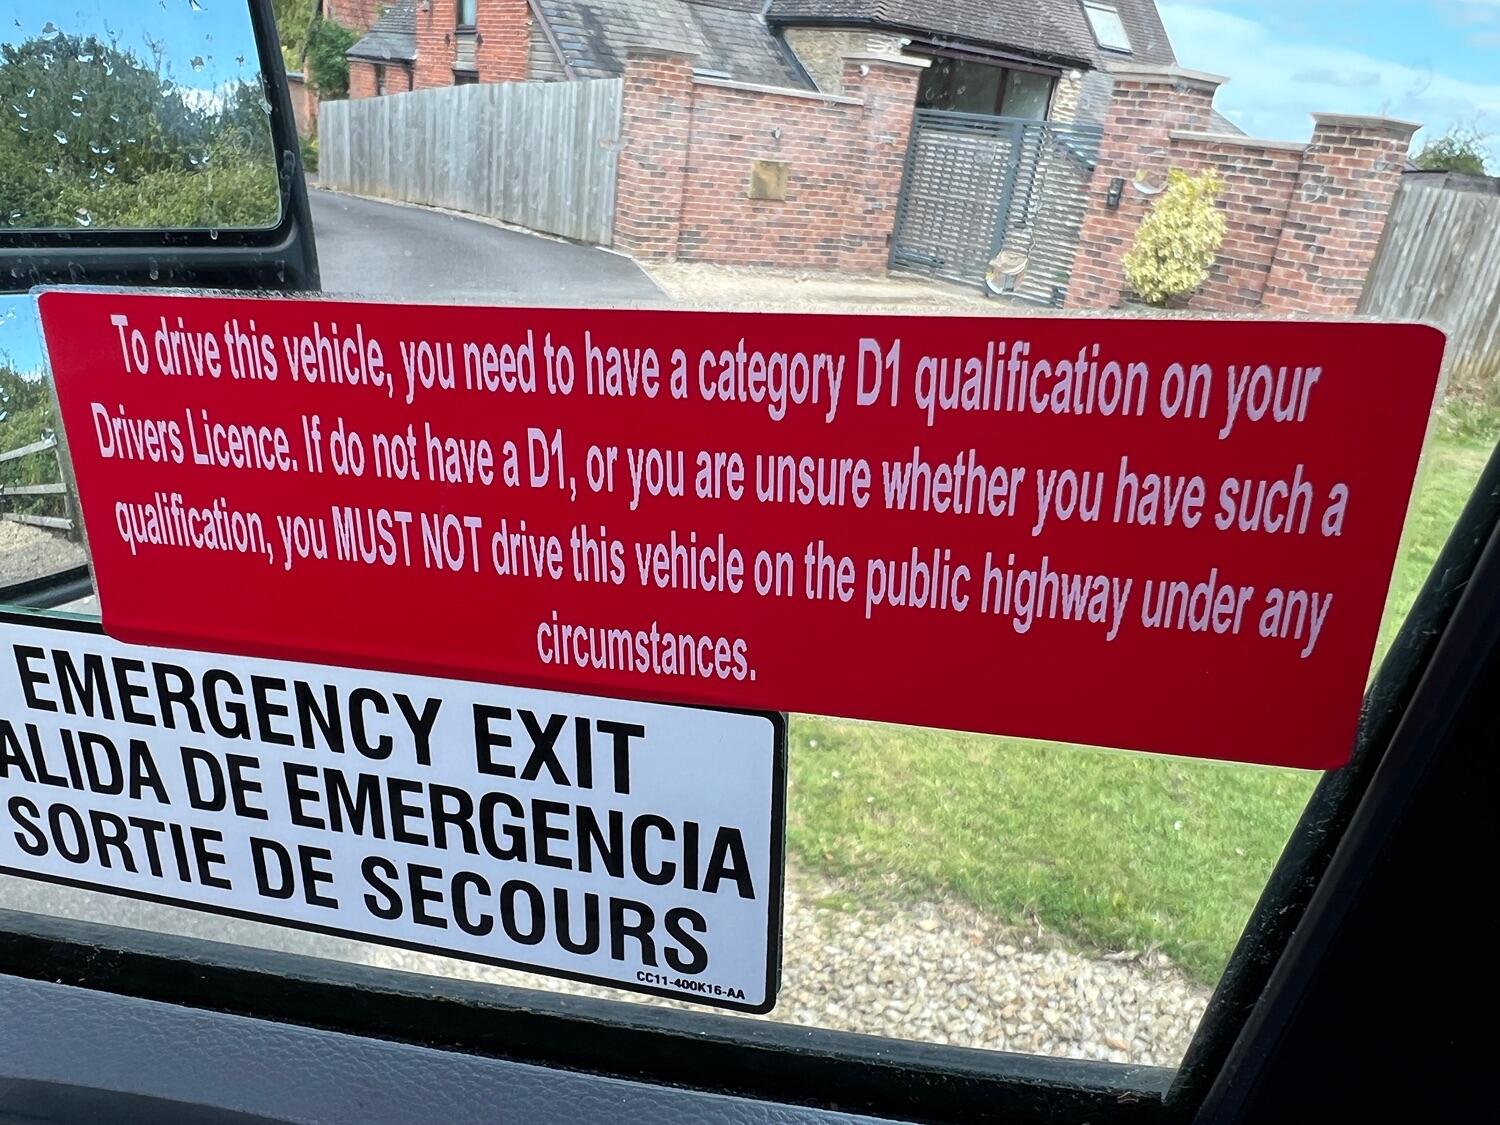 To drive this vehicle, you need to have a category D1 qualification on your
Drivers Licence. If do not have a D1, or you are unsure whether you have such a
qualification, you MUST NOT drive this vehicle on the public highway under any
circumstances.
EMERGENCY EXIT
ALIDA DE EMERGENCIA
SORTIE DE SECOURS
CC11-400K16-AA